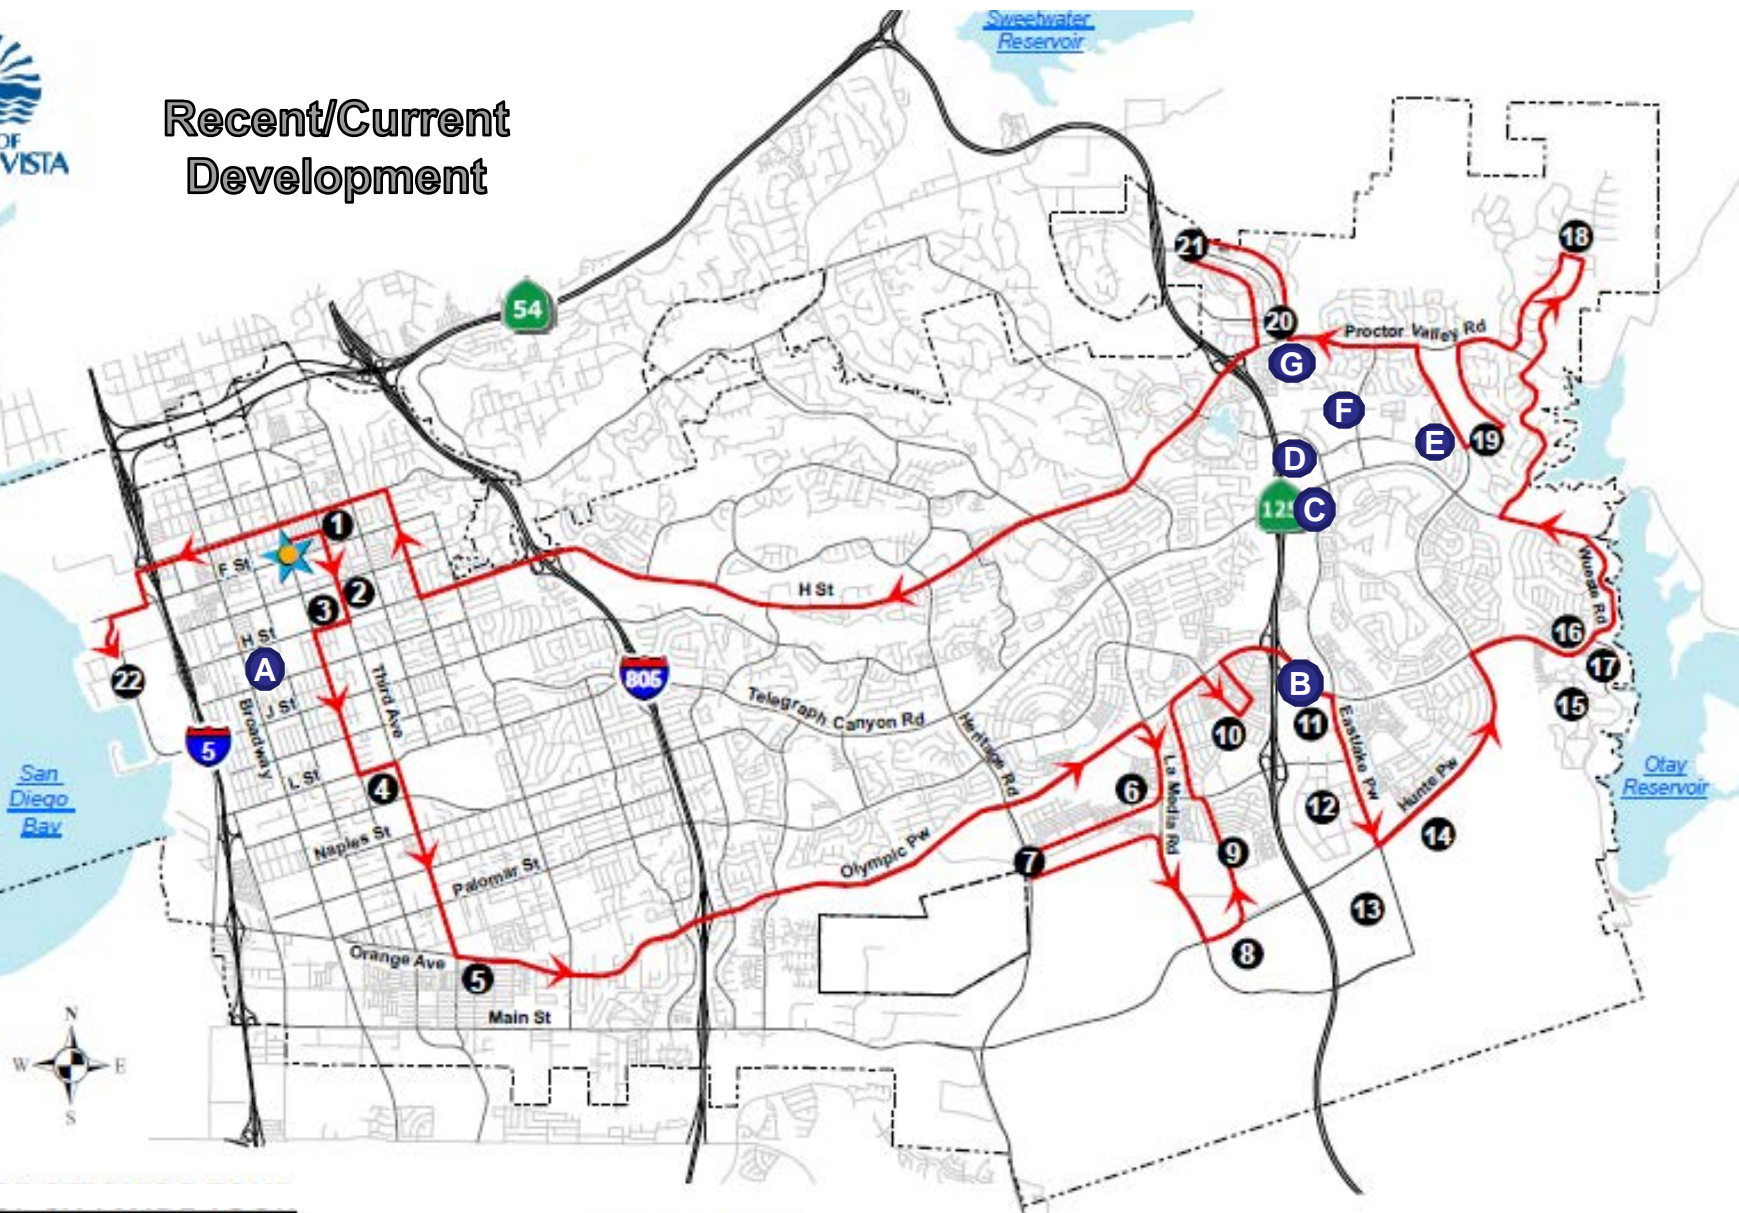 OF
VISTA
Recent/Current
Development
Sweetwater
Reservoir
54
21
18
20
Proctor Valley Rd
G
F
E
19
D
125
C
1
F St
2
3
H St
H St
A
22
Third Ave
J St
Broadway
5
805
Telegraph Canyon Rd
Heritage Rd
Wueste Rd
16
17
15
B
11
10
Eastlake Pw
Hunte Pw
Otay
Reservoir
San
Diego
Bay
L St
4
6
La Media Rd
12
14
Naples St
Palomar St
Olympic Pw
7
9
13
8
Orange Ave
5
Main St
N
W
E
S